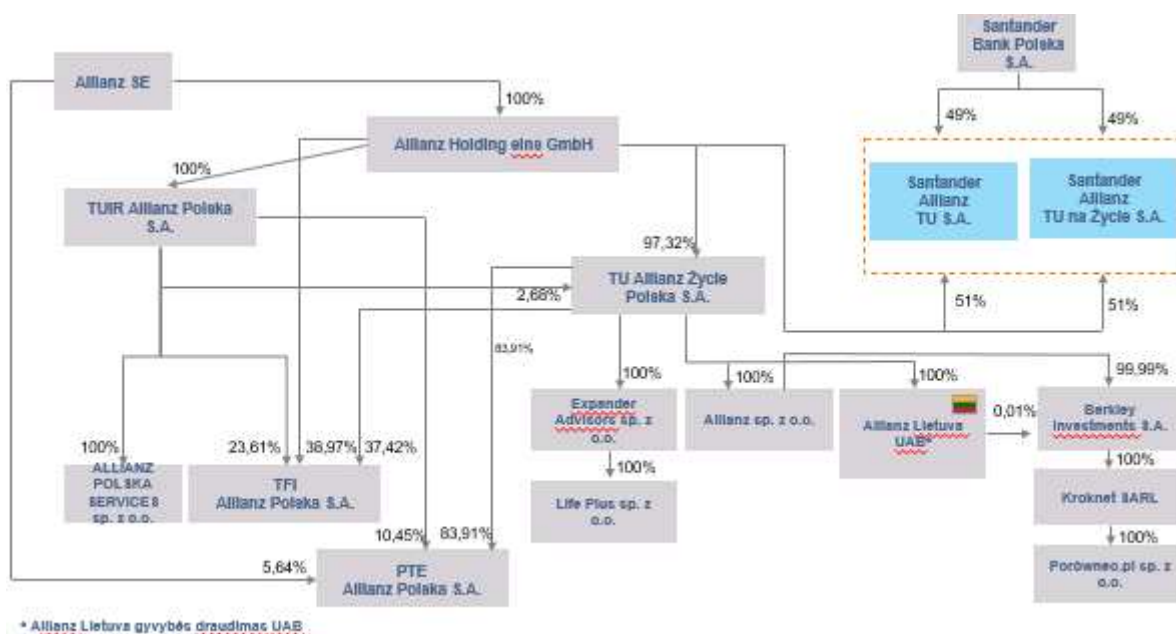 Santander
Bank Polska
S.A.
Allianz SE
100%
49%
49%
Allianz Holding eins GmbH
100%
Santander
Allianz
TU S.A.
Santander
Allianz
TU na Życie S.A.
TUIR Allianz Polska
S.A.
97,32%
TU Allianz Życie
Polska S.A.
2,68%
51%
51%
83,91%
100%
100%
100%
99,99%
Expander
Advisors sp. z
o.o.
Allianz sp. z o.o.
Allianz Lietuva
UAB*
0,01%
Berkley
Investments S.A.
100%
23,61%
38,97%
37,42%
100%
100%
ALLIANZ
POLSKA
SERVICES
sp. z o.o.
TFI
Allianz Polska S.A.
Life Plus sp. z
o.o.
Kroknet SARL
10,45%
83,91%
100%
5,64%
PTE
Allianz Polska S.A.
Porówneo.pl sp. z
o.o.
* Allianz Lietuva gyvybės draudimas UAB